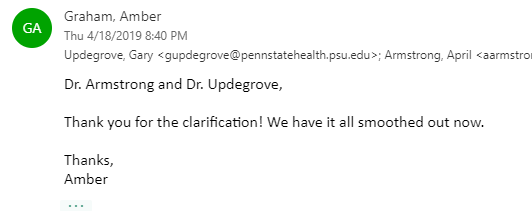 GA
Graham, Amber
Thu 4/18/2019 8:40 PM
Updegrove, Gary <gupdegrove@pennstatehealth.psu.edu>; Armstrong, April <aarmstro
Dr. Armstrong and Dr. Updegrove,
Thank you for the clarification! We have it all smoothed out now.
Thanks,
Amber
...